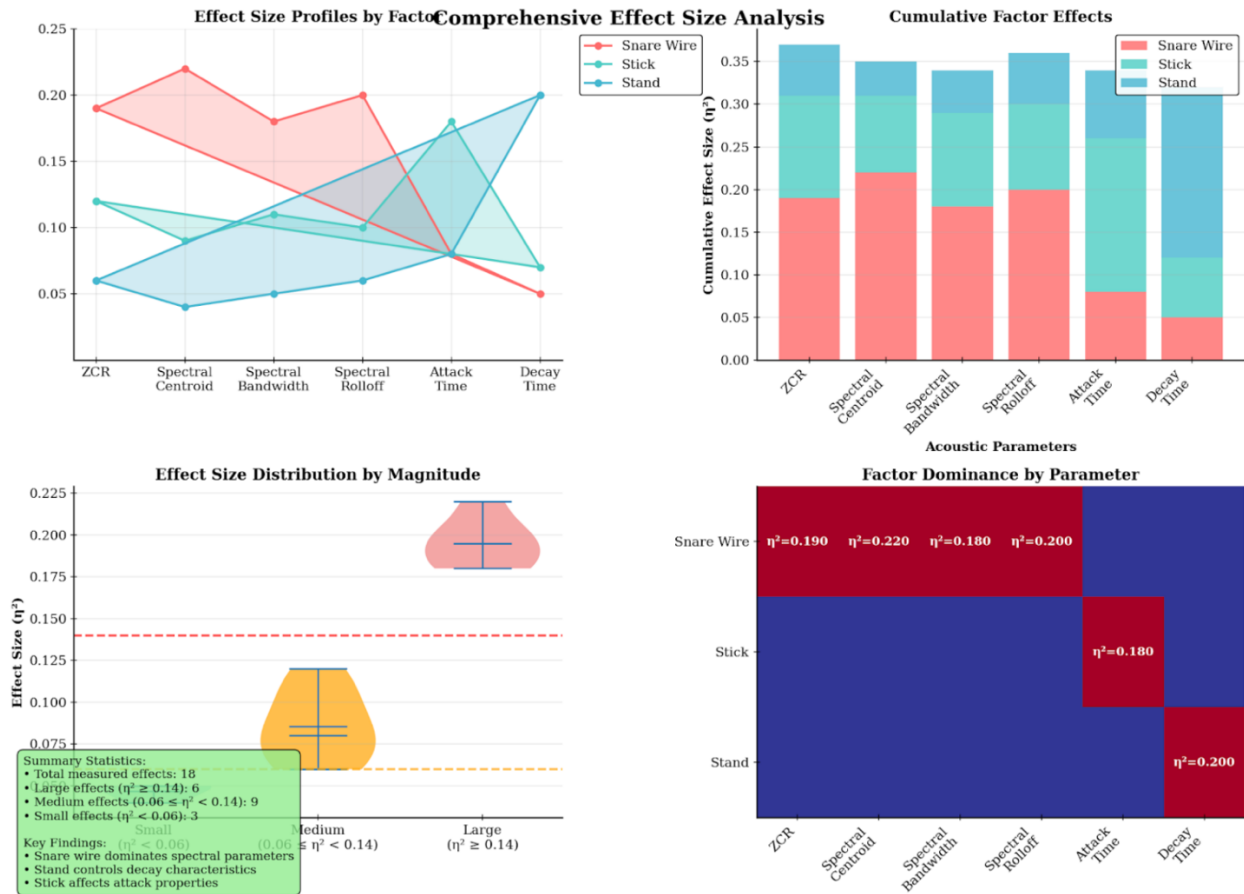 Comprehensive Effect Size Analysis
Effect Size Profiles by Factor
0.25
0.20
0.15
0.10
0.05
Snare Wire
Stick
Stand
ZCR
Spectral
Centroid
Spectral
Bandwidth
Spectral
Rolloff
Attack
Time
Decay
Time
Cumulative Factor Effects
Cumulative Effect Size (η²)
0.35
0.30
0.25
0.20
0.15
0.10
0.05
0.00
Snare Wire
Stick
Stand
ZCR
Spectral
Centroid
Spectral
Bandwidth
Spectral
Rolloff
Attack
Time
Decay
Time
Acoustic Parameters
Effect Size Distribution by Magnitude
Effect Size (η²)
0.225
0.200
0.175
0.150
0.125
0.100
0.075
0.050
Small
(η² < 0.06)
Medium
(0.06 ≤ η² < 0.14)
Large
(η² ≥ 0.14)
Summary Statistics:
• Total measured effects: 18
• Large effects (η² ≥ 0.14): 6
• Medium effects (0.06 ≤ η² < 0.14): 9
• Small effects (η² < 0.06): 3
Key Findings:
• Snare wire dominates spectral parameters
• Stand controls decay characteristics
• Stick affects attack properties
Factor Dominance by Parameter
Snare Wire
η²=0.190
η²=0.220
η²=0.180
η²=0.200
Stick
η²=0.180
Stand
η²=0.200
ZCR
Spectral
Centroid
Spectral
Bandwidth
Spectral
Rolloff
Attack
Time
Decay
Time